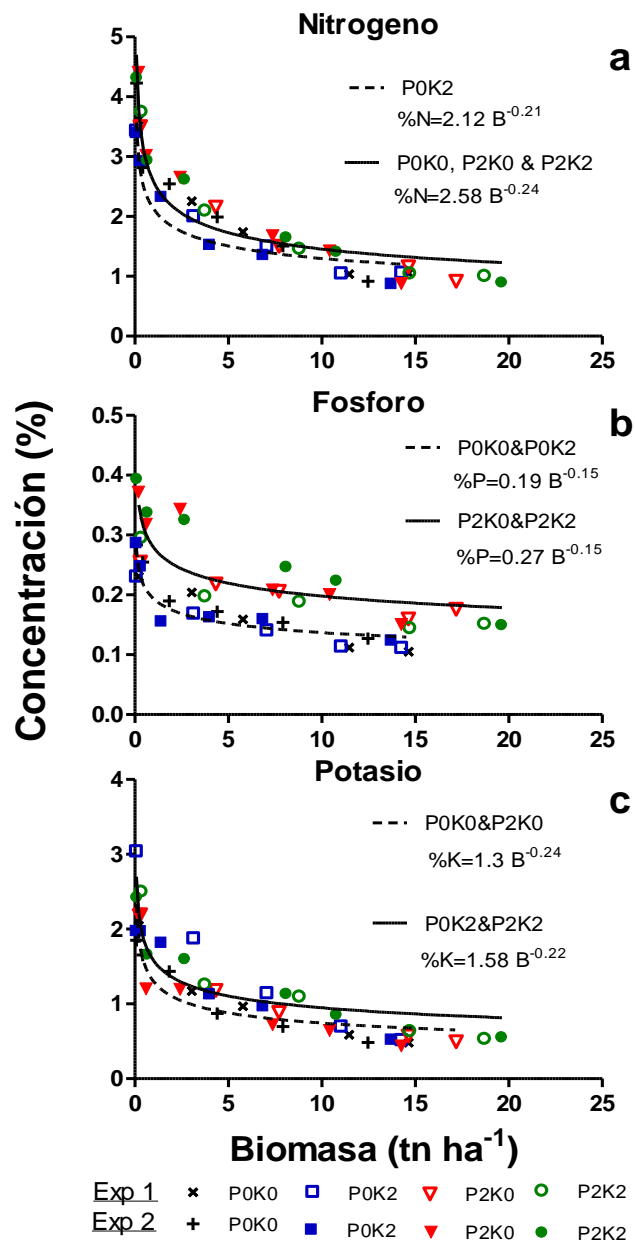 Nitrogeno
a
5
4
3
2
1
0
0 5 10 15 20 25
P0K2
%N=2.12 B-0.21
P0K0, P2K0 & P2K2
%N=2.58 B-0.24
Fosforo
b
0.5
0.4
0.3
0.2
0.1
0.0
0 5 10 15 20 25
P0K0&P0K2
%P=0.19 B-0.15
P2K0&P2K2
%P=0.27 B-0.15
Concentración (%)
Potasio
c
4
3
2
1
0
0 5 10 15 20 25
P0K0&P2K0
%K=1.3 B-0.24
P0K2&P2K2
%K=1.58 B-0.22
Biomasa (tn ha-1)
Exp 1 P0K0 P0K2 P2K0 P2K2
Exp 2 P0K0 P0K2 P2K0 P2K2